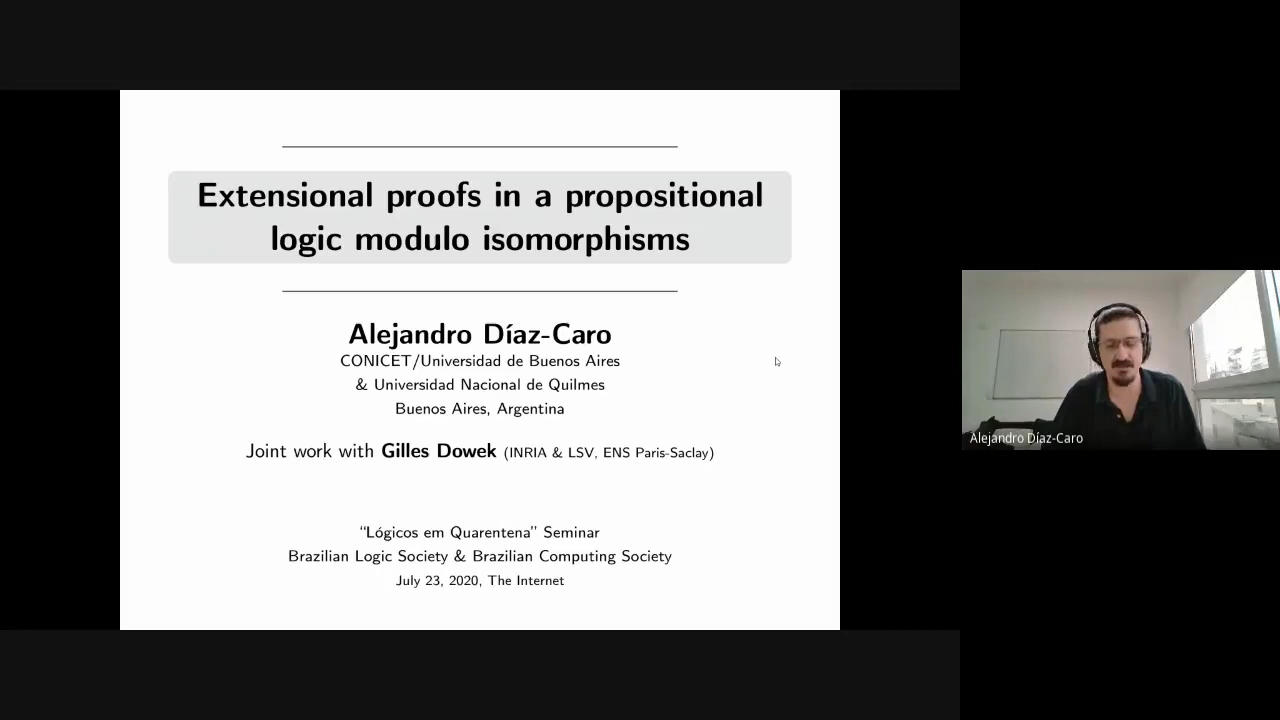 Extensional proofs in a propositional
logic modulo isomorphisms
Alejandro Díaz-Caro
CONICET/Universidad de Buenos Aires
& Universidad Nacional de Quilmes
Buenos Aires, Argentina
Joint work with Gilles Dowek (INRIA & LSV, ENS Paris-Saclay)
“Lógicos em Quarentena” Seminar
Brazilian Logic Society & Brazilian Computing Society
July 23, 2020, The Internet
Alejandro Díaz-Caro